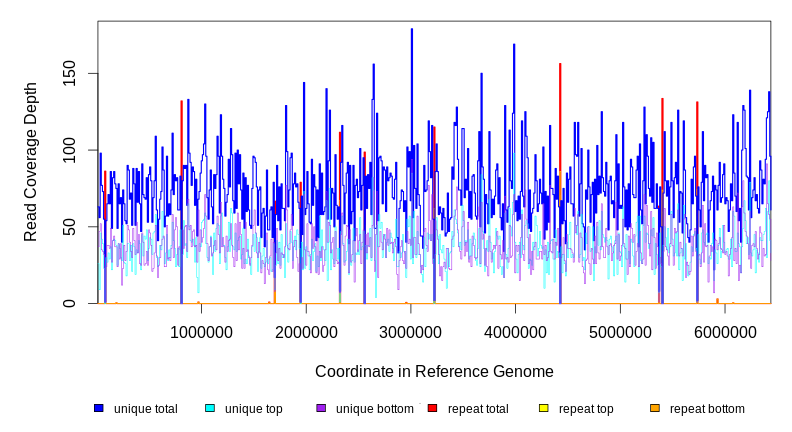 Read Coverage Depth
150
100
50
0
1000000 2000000 3000000 4000000 5000000 6000000
Coordinate in Reference Genome
unique total unique top unique bottom repeat total repeat top repeat bottom